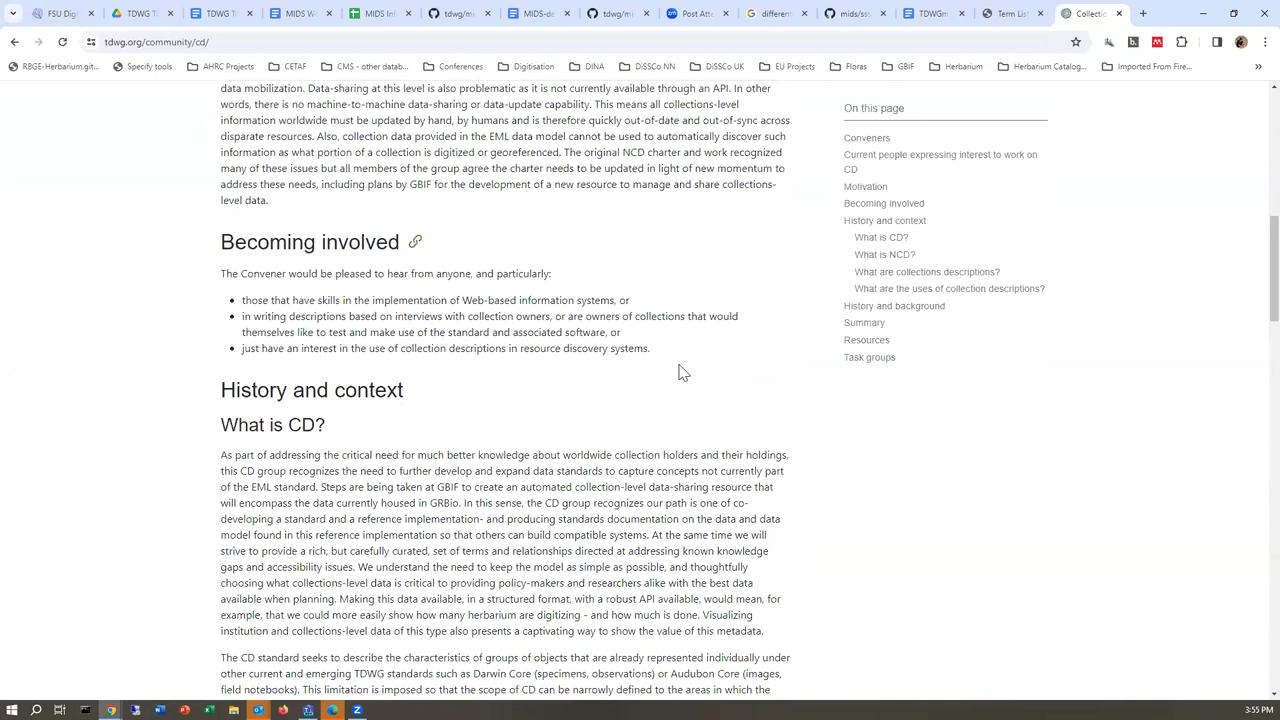 FSU Digi
TDWG T
TDWG T
MIDS W
MIDS Inf
tdwg/mi
MIDS-de
tdwg/mi
Post Atte
different
mids/sss
TDWGm
Term List
Collectio
tdwg.org/community/cd/
RBGE-Herbarium.git...
Specify tools
AHRC Projects
CETAF
CMS - other datab...
Conferences
Digitisation
DINA
DiSSCo NN
DiSSCo UK
EU Projects
Floras
GBIF
Herbarium
Herbarium Catalog...
Imported From Fire...
data mobilization. Data-sharing at this level is also problematic as it is not currently available through an API. In other
words, there is no machine-to-machine data-sharing or data-update capability. This means all collections-level
information worldwide must be updated by hand, by humans and is therefore quickly out-of-date and out-of-sync across
disparate resources. Also, collection data provided in the EML data model cannot be used to automatically discover such
information as what portion of a collection is digitized or georeferenced. The original NCD charter and work recognized
many of these issues but all members of the group agree the charter needs to be updated in light of new momentum to
address these needs, including plans by GBIF for the development of a new resource to manage and share collections-
level data.
Becoming involved
The Convener would be pleased to hear from anyone, and particularly:
those that have skills in the implementation of Web-based information systems, or
in writing descriptions based on interviews with collection owners, or are owners of collections that would
themselves like to test and make use of the standard and associated software, or
just have an interest in the use of collection descriptions in resource discovery systems.
History and context
What is CD?
As part of addressing the critical need for much better knowledge about worldwide collection holders and their holdings,
this CD group recognizes the need to further develop and expand data standards to capture concepts not currently part
of the EML standard. Steps are being taken at GBIF to create an automated collection-level data-sharing resource that
will encompass the data currently housed in GRBio. In this sense, the CD group recognizes our path is one of co-
developing a standard and a reference implementation- and producing standards documentation on the data and data
model found in this reference implementation so that others can build compatible systems. At the same time we will
strive to provide a rich, but carefully curated, set of terms and relationships directed at addressing known knowledge
gaps and accessibility issues. We understand the need to keep the model as simple as possible, and thoughtfully
choosing what collections-level data is critical to providing policy-makers and researchers alike with the best data
available when planning. Making this data available, in a structured format, with a robust API available, would mean, for
example, that we could more easily show how many herbarium are digitizing - and how much is done. Visualizing
institution and collections-level data of this type also presents a captivating way to show the value of this metadata.
The CD standard seeks to describe the characteristics of groups of objects that are already represented individually under
other current and emerging TDWG standards such as Darwin Core (specimens, observations) or Audubon Core (images,
field notebooks). This limitation is imposed so that the scope of CD can be narrowly defined to the areas in which the
On this page
Conveners
Current people expressing interest to work on
CD
Motivation
Becoming involved
History and context
What is CD?
What is NCD?
What are collections descriptions?
What are the uses of collection descriptions?
History and background
Summary
Resources
Task groups
3:55 PM